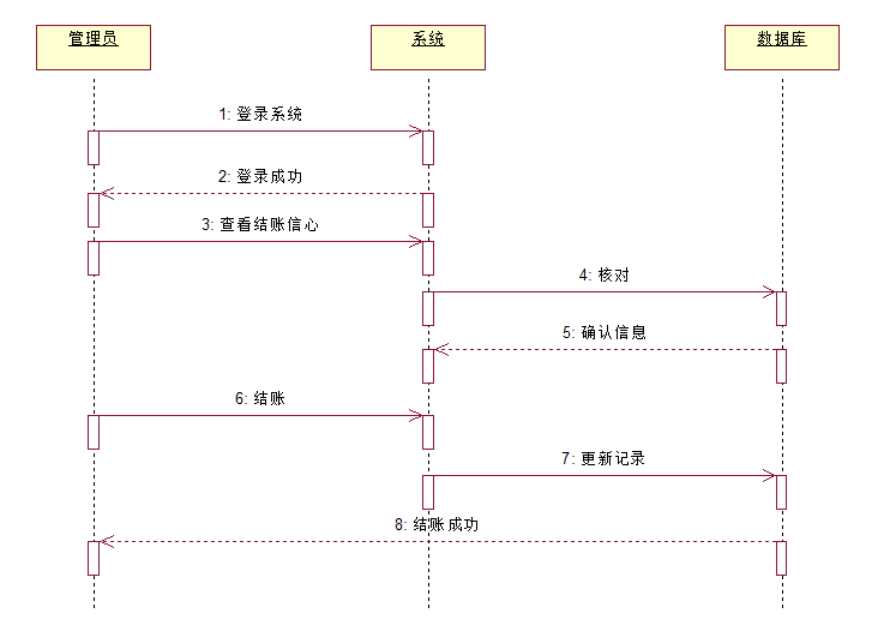 管理员
系统
数据库
1: 登录系统
2: 登录成功
3: 查看结账信心
4: 核对
5: 确认信息
6: 结账
7: 更新记录
8: 结账成功